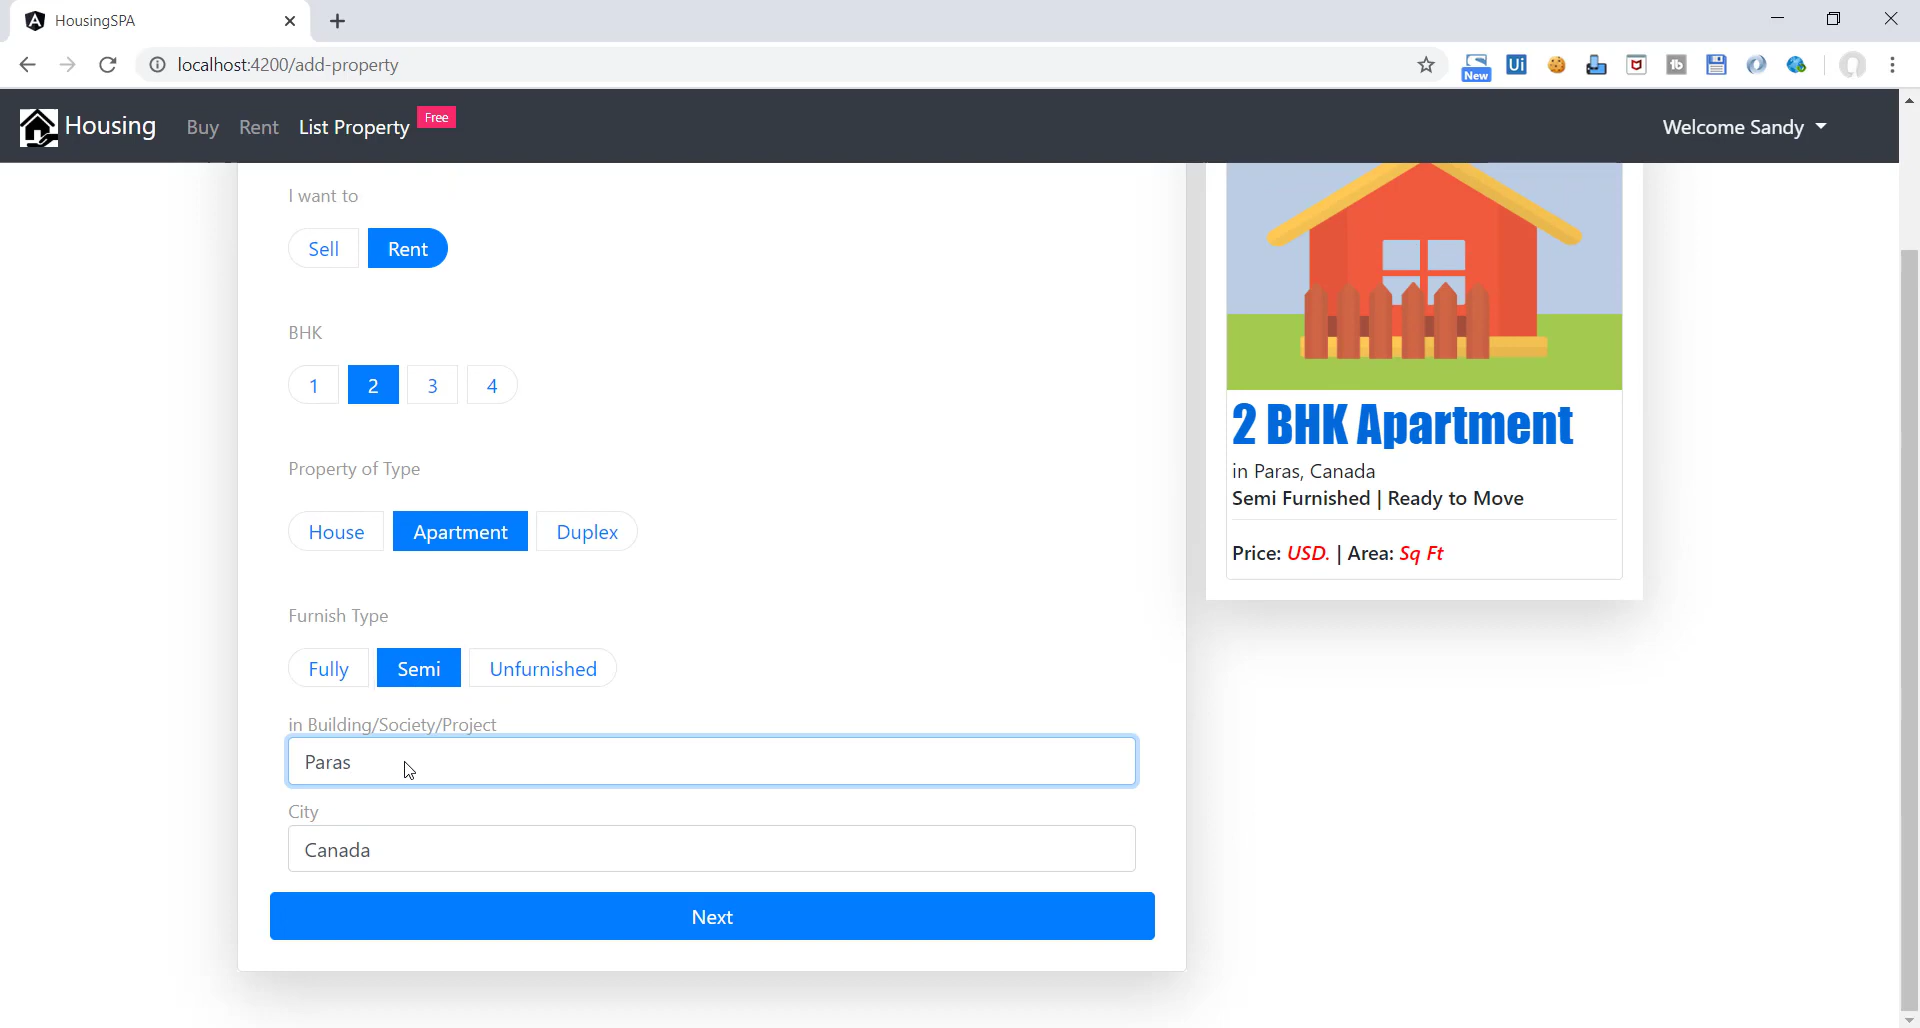 HousingSPA
localhost:4200/add-property
New
Ui
Housing
Buy
Rent
List Property
Free
Welcome Sandy
I want to
Sell
Rent
BHK
1
2
3
4
Property of Type
House
Apartment
Duplex
Furnish Type
Fully
Semi
Unfurnished
in Building/Society/Project
Paras
City
Canada
Next
2 BHK Apartment
in Paras, Canada
Semi Furnished | Ready to Move
Price: USD. | Area: Sq Ft